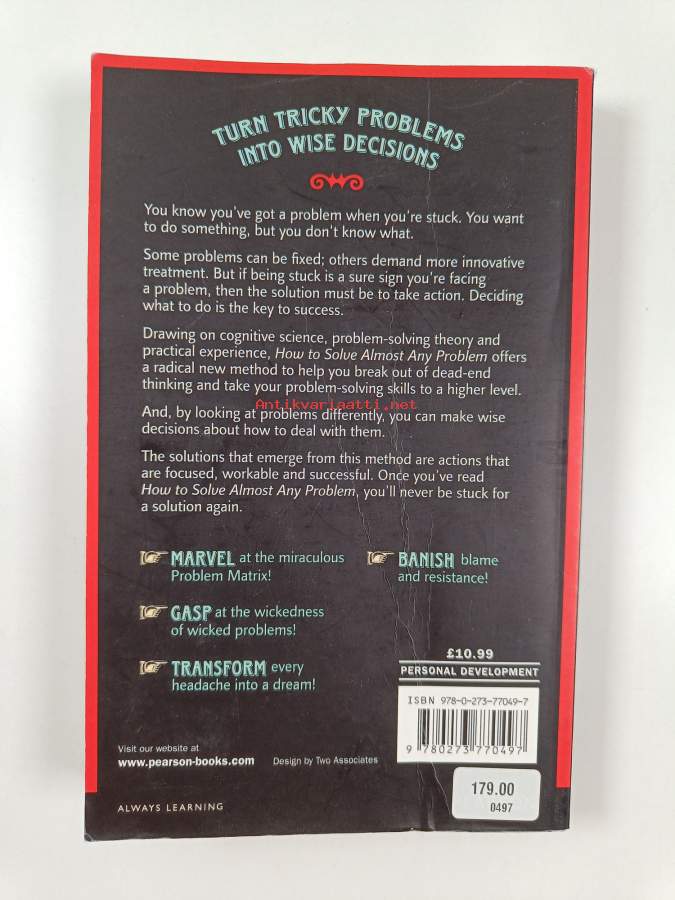 TURN TRICKY PROBLEMS
INTO WISE DECISIONS
You know you've got a problem when you're stuck. You want
to do something, but you don't know what.
Some problems can be fixed; others demand more innovative
treatment. But if being stuck is a sure sign you're facing
a problem, then the solution must be to take action. Deciding
what to do is the key to success.
Drawing on cognitive science, problem-solving theory and
practical experience, How to Solve Almost Any Problem offers
a radical new method to help you break out of dead-end
thinking and take your problem-solving skills to a higher level.
Antikvariaatti.net
And, by looking at problems differently, you can make wise
decisions about how to deal with them.
The solutions that emerge from this method are actions that
are focused, workable and successful. Once you've read
How to Solve Almost Any Problem, you'll never be stuck for
a solution again.
MARVEL at the miraculous
Problem Matrix!
GASP at the wickedness
of wicked problems!
TRANSFORM every
headache into a dream!
BANISH blame
and resistance!
£10.99
PERSONAL DEVELOPMENT
ISBN 978-0-273-77049-7
9 780273 770497
179.00
0497
Visit our website at
www.pearson-books.com
Design by Two Associates
ALWAYS LEARNING